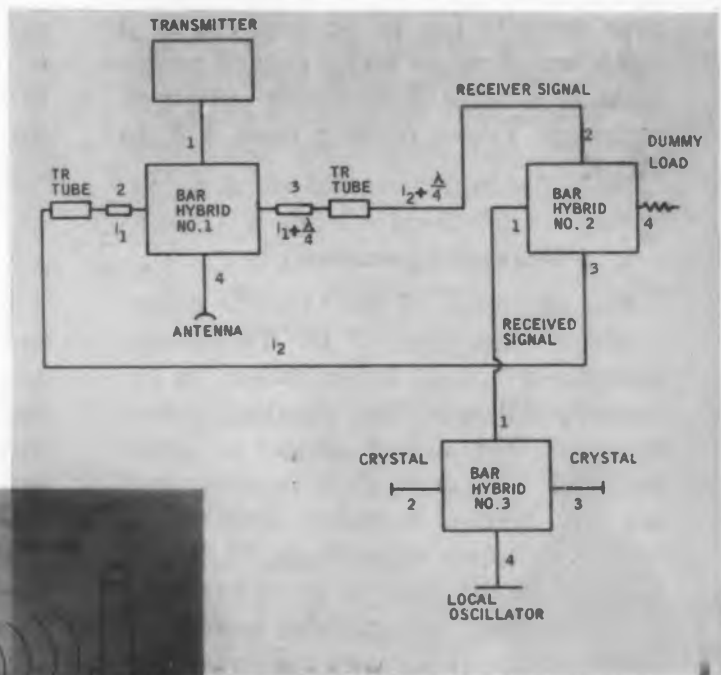 TRANSMITTER
1
RECEIVER SIGNAL
2
DUMMY
LOAD
TR
TUBE
2
l₁
BAR
HYBRID
NO.1
3
l₁+λ/4
TR
TUBE
l₂+λ/4
1
BAR
HYBRID
NO. 2
4
3
4
ANTENNA
RECEIVED
SIGNAL
l₂
1
CRYSTAL
2
BAR
HYBRID
NO.3
CRYSTAL
3
4
LOCAL
OSCILLATOR